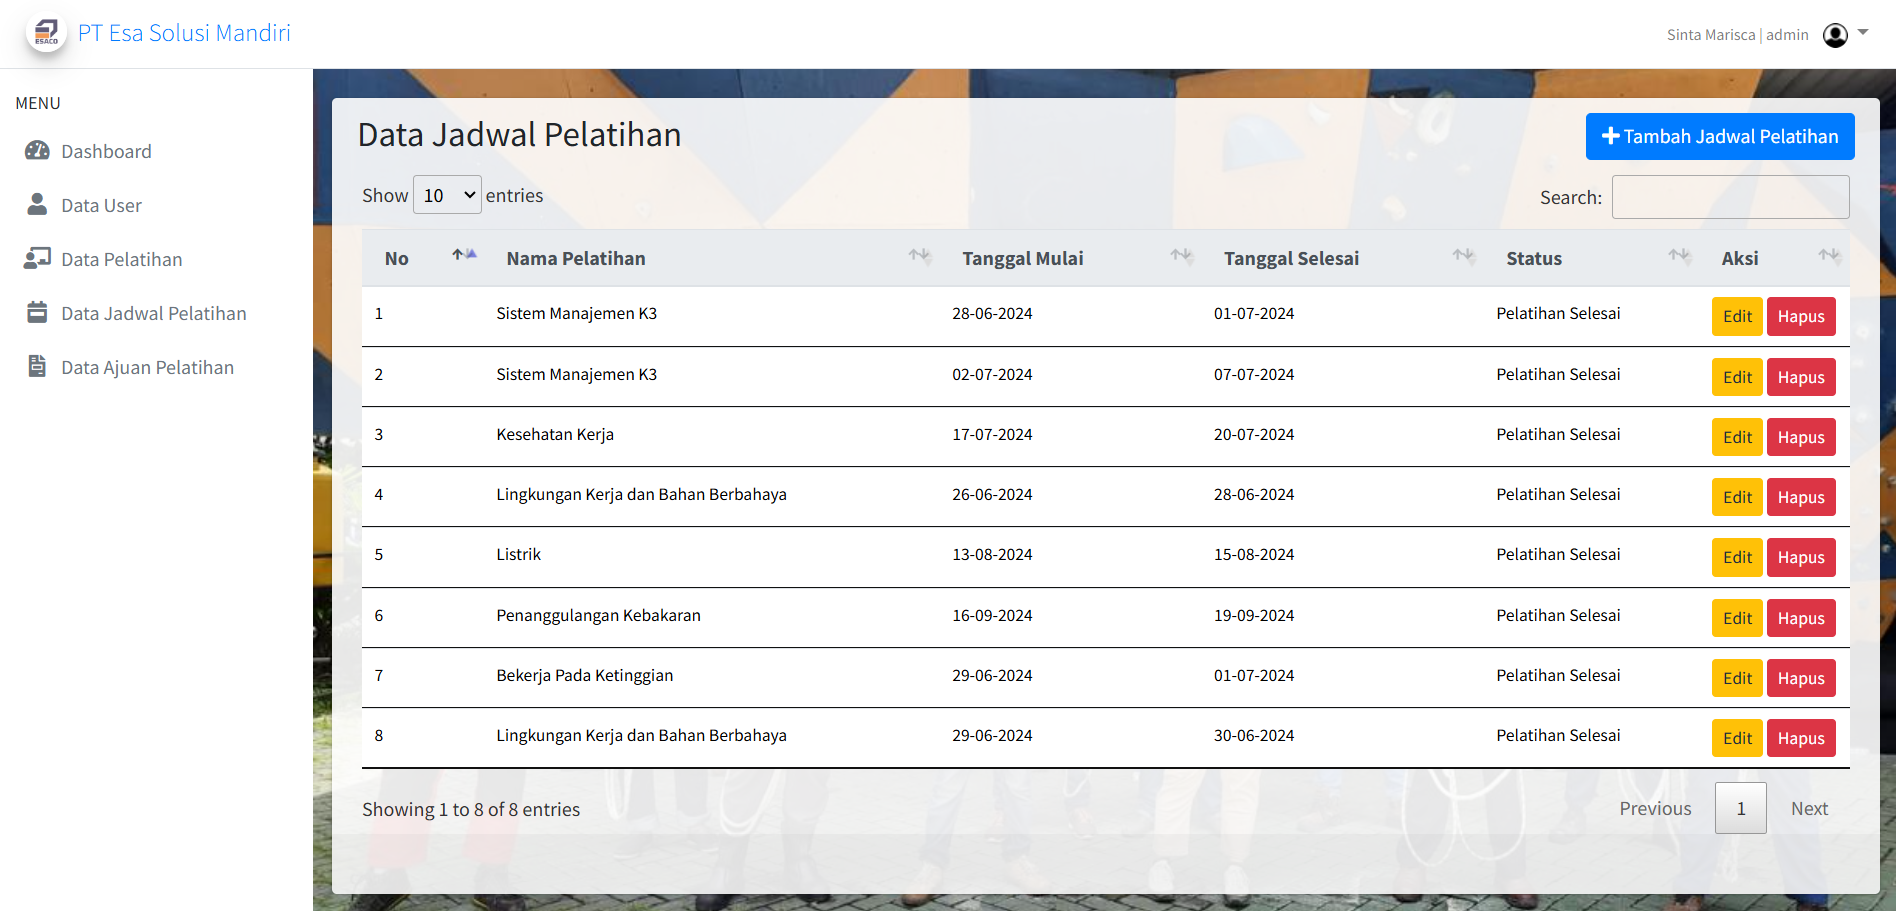 ESACO
PT Esa Solusi Mandiri
Sinta Marisca | admin
MENU
Dashboard
Data User
Data Pelatihan
Data Jadwal Pelatihan
Data Ajuan Pelatihan
Data Jadwal Pelatihan
Tambah Jadwal Pelatihan
Show 10 entries
Search:
No Nama Pelatihan Tanggal Mulai Tanggal Selesai Status Aksi
1 Sistem Manajemen K3 28-06-2024 01-07-2024 Pelatihan Selesai Edit Hapus
2 Sistem Manajemen K3 02-07-2024 07-07-2024 Pelatihan Selesai Edit Hapus
3 Kesehatan Kerja 17-07-2024 20-07-2024 Pelatihan Selesai Edit Hapus
4 Lingkungan Kerja dan Bahan Berbahaya 26-06-2024 28-06-2024 Pelatihan Selesai Edit Hapus
5 Listrik 13-08-2024 15-08-2024 Pelatihan Selesai Edit Hapus
6 Penanggulangan Kebakaran 16-09-2024 19-09-2024 Pelatihan Selesai Edit Hapus
7 Bekerja Pada Ketinggian 29-06-2024 01-07-2024 Pelatihan Selesai Edit Hapus
8 Lingkungan Kerja dan Bahan Berbahaya 29-06-2024 30-06-2024 Pelatihan Selesai Edit Hapus
Showing 1 to 8 of 8 entries
Previous 1 Next